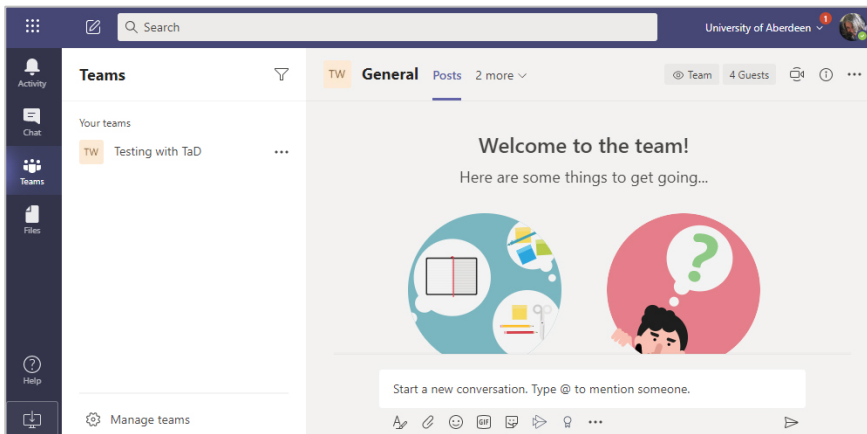 Search
University of Aberdeen
1
Activity
Chat
Teams
Files
Help
Teams
Your teams
TW Testing with TaD
Manage teams
TW General Posts 2 more
Team 4 Guests
Welcome to the team!
Here are some things to get going...
?
Start a new conversation. Type @ to mention someone.
GIF